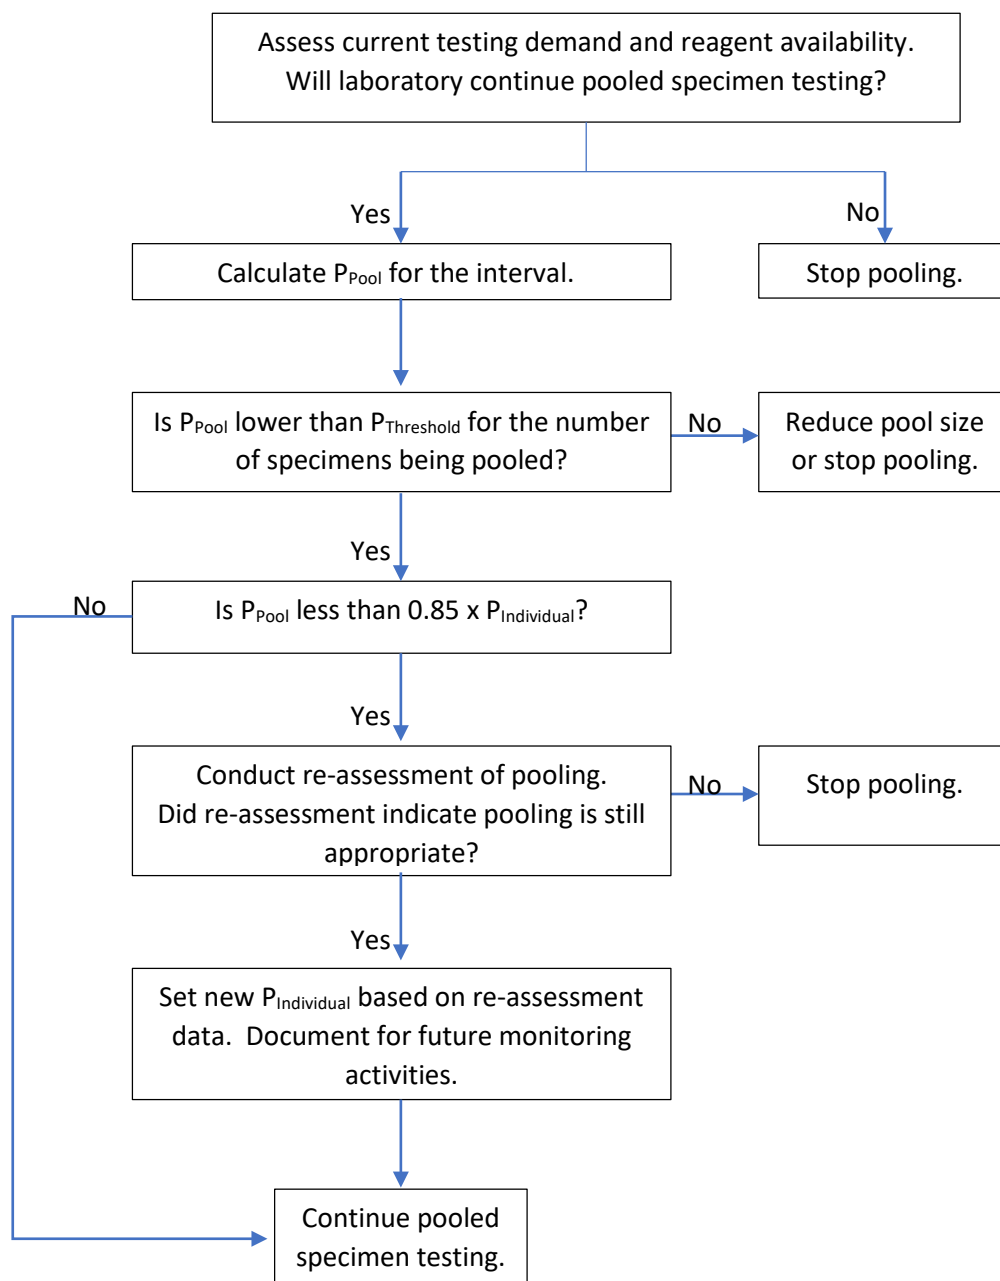 Assess current testing demand and reagent availability.
Will laboratory continue pooled specimen testing?
Yes
No
Calculate PPool for the interval.
Stop pooling.
Is PPool lower than PThreshold for the number
of specimens being pooled?
No
Reduce pool size
or stop pooling.
Yes
No
Is PPool less than 0.85 x PIndividual?
Yes
Conduct re-assessment of pooling.
Did re-assessment indicate pooling is still
appropriate?
No
Stop pooling.
Yes
Set new PIndividual based on re-assessment
data.  Document for future monitoring
activities.
Continue pooled
specimen testing.